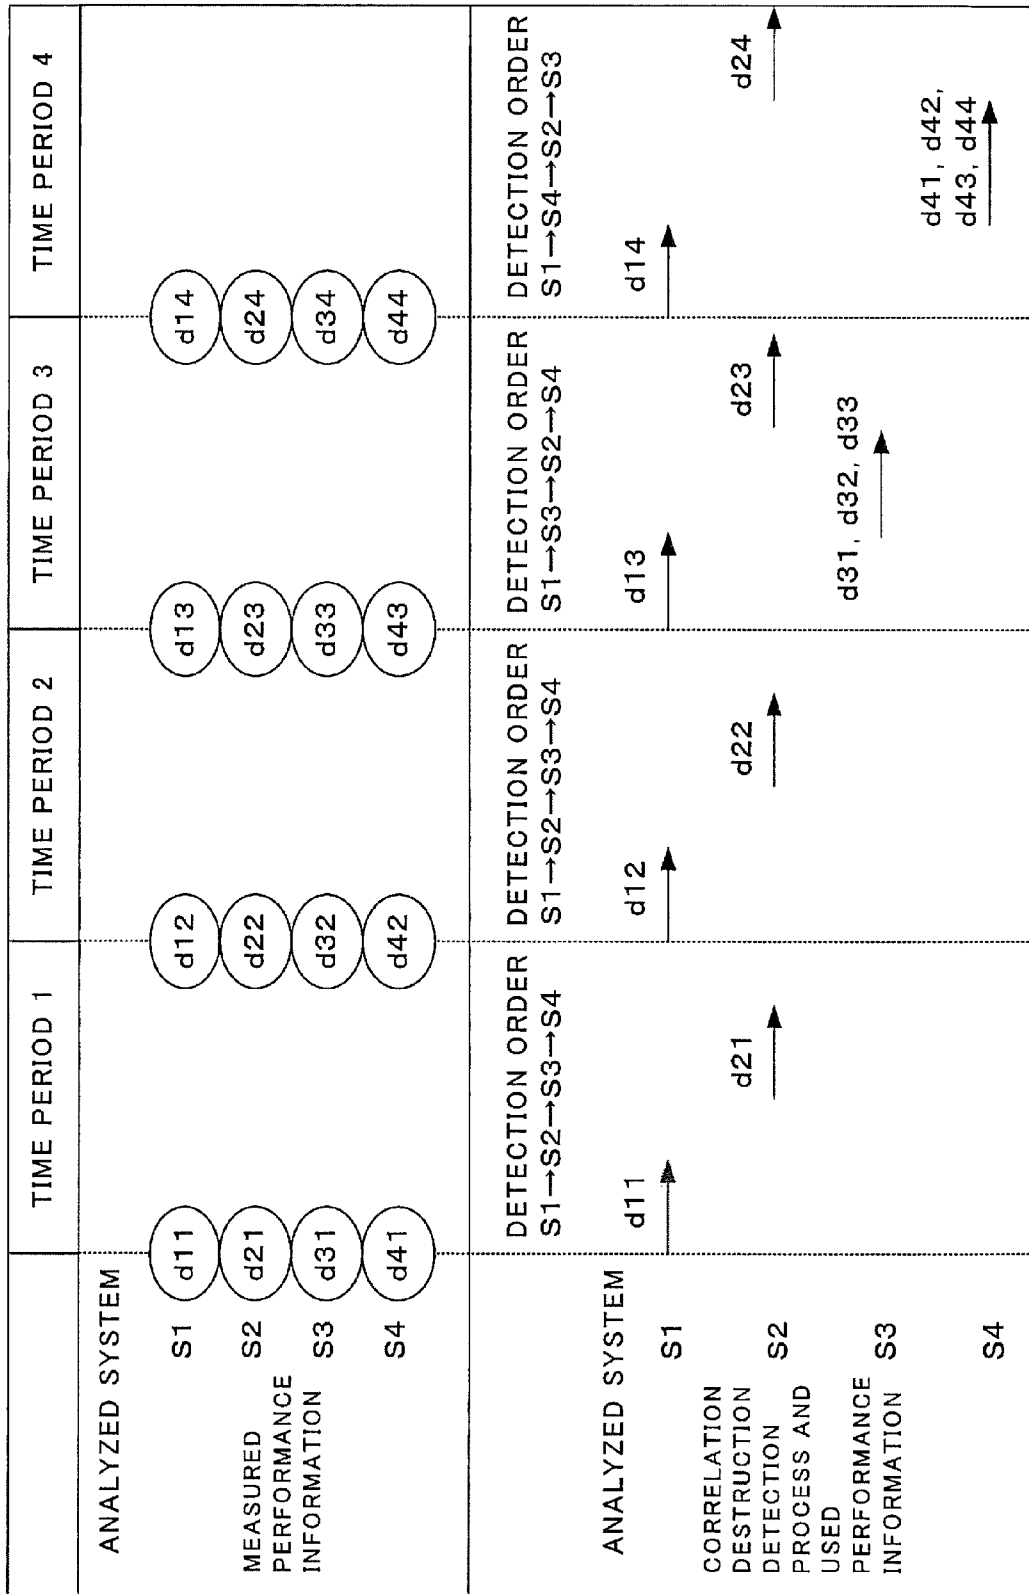 TIME PERIOD 1
TIME PERIOD 2
TIME PERIOD 3
TIME PERIOD 4
ANALYZED SYSTEM
S1
d11
d12
d13
d14
S2
d21
d22
d23
d24
S3
d31
d32
d33
d34
S4
d41
d42
d43
d44
MEASURED
PERFORMANCE
INFORMATION
DETECTION ORDER
S1→S2→S3→S4
DETECTION ORDER
S1→S2→S3→S4
DETECTION ORDER
S1→S3→S2→S4
DETECTION ORDER
S1→S4→S2→S3
ANALYZED SYSTEM
S1
d11
d12
d13
d14
CORRELATION
DESTRUCTION
DETECTION
PROCESS AND
USED
PERFORMANCE
INFORMATION
S2
d21
d22
d23
d24
S3
d31, d32, d33
S4
d41, d42,
d43, d44